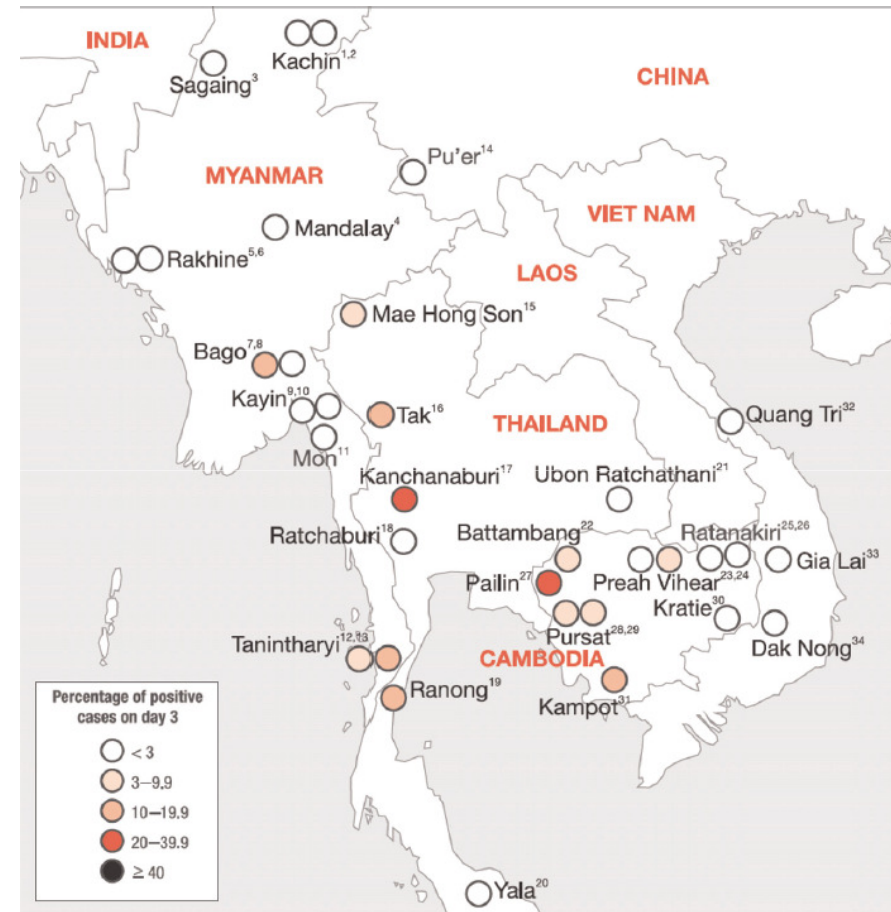 INDIA
Kachin1,2
Sagaing3
CHINA
Pu'er14
MYANMAR
VIET NAM
Mandalay4
Rakhine5,6
LAOS
Mae Hong Son15
Bago7,8
Kayin9,10
Tak16
THAILAND
Quang Tri32
Mon11
Kanchanaburi17
Ubon Ratchathani21
Ratchaburi18
Battambang22
Ratanakiri25,26
Pailin27
Preah Vihear23,24
Gia Lai33
Kratie30
Pursat28,29
Dak Nong34
Tanintharyi12,13
CAMBODIA
Ranong19
Kampot31
Percentage of positive
cases on day 3
< 3
3–9.9
10–19.9
20–39.9
≥ 40
Yala20